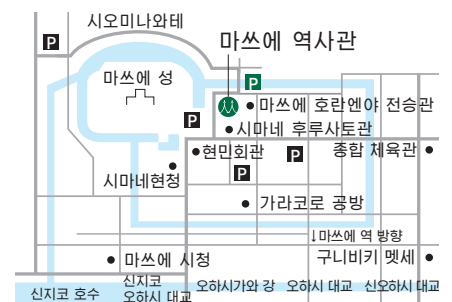 시오미나와테
P
마쓰에 역사관
마쓰에 성
P
마쓰에 호란엔야 전승관
P
시마네 후루사토관
현민회관
P
종합 체육관
시마네현청
P
가라코로 공방
↓마쓰에 역 방향
마쓰에 시청
구니비키 멧세
신지코 호수
신지코
오하시 대교
오하시가와 강
오하시 대교
신오하시 대교